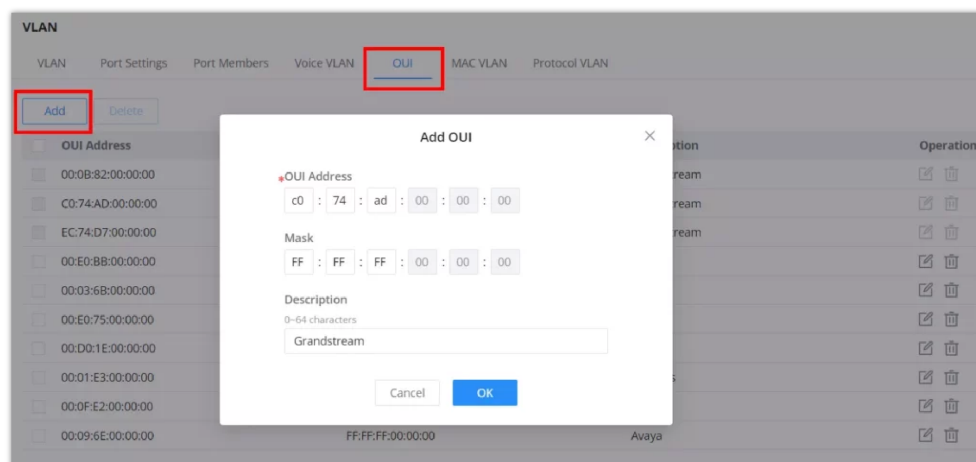 VLAN
VLAN Port Settings Port Members Voice VLAN OUI MAC VLAN Protocol VLAN
Add Delete
OUI Address ption Operation
Add OUI
00:0B:82:00:00:00 ream
*OUI Address
C0:74:AD:00:00:00 ream
c0 : 74 : ad : 00 : 00 : 00
EC:74:D7:00:00:00 ream
Mask
00:E0:BB:00:00:00
FF : FF : FF : 00 : 00 : 00
00:03:6B:00:00:00
Description
0~64 characters
00:E0:75:00:00:00
Grandstream
00:D0:1E:00:00:00
00:01:E3:00:00:00 s
Cancel OK
00:0F:E2:00:00:00
00:09:6E:00:00:00 FF:FF:FF:00:00:00 Avaya